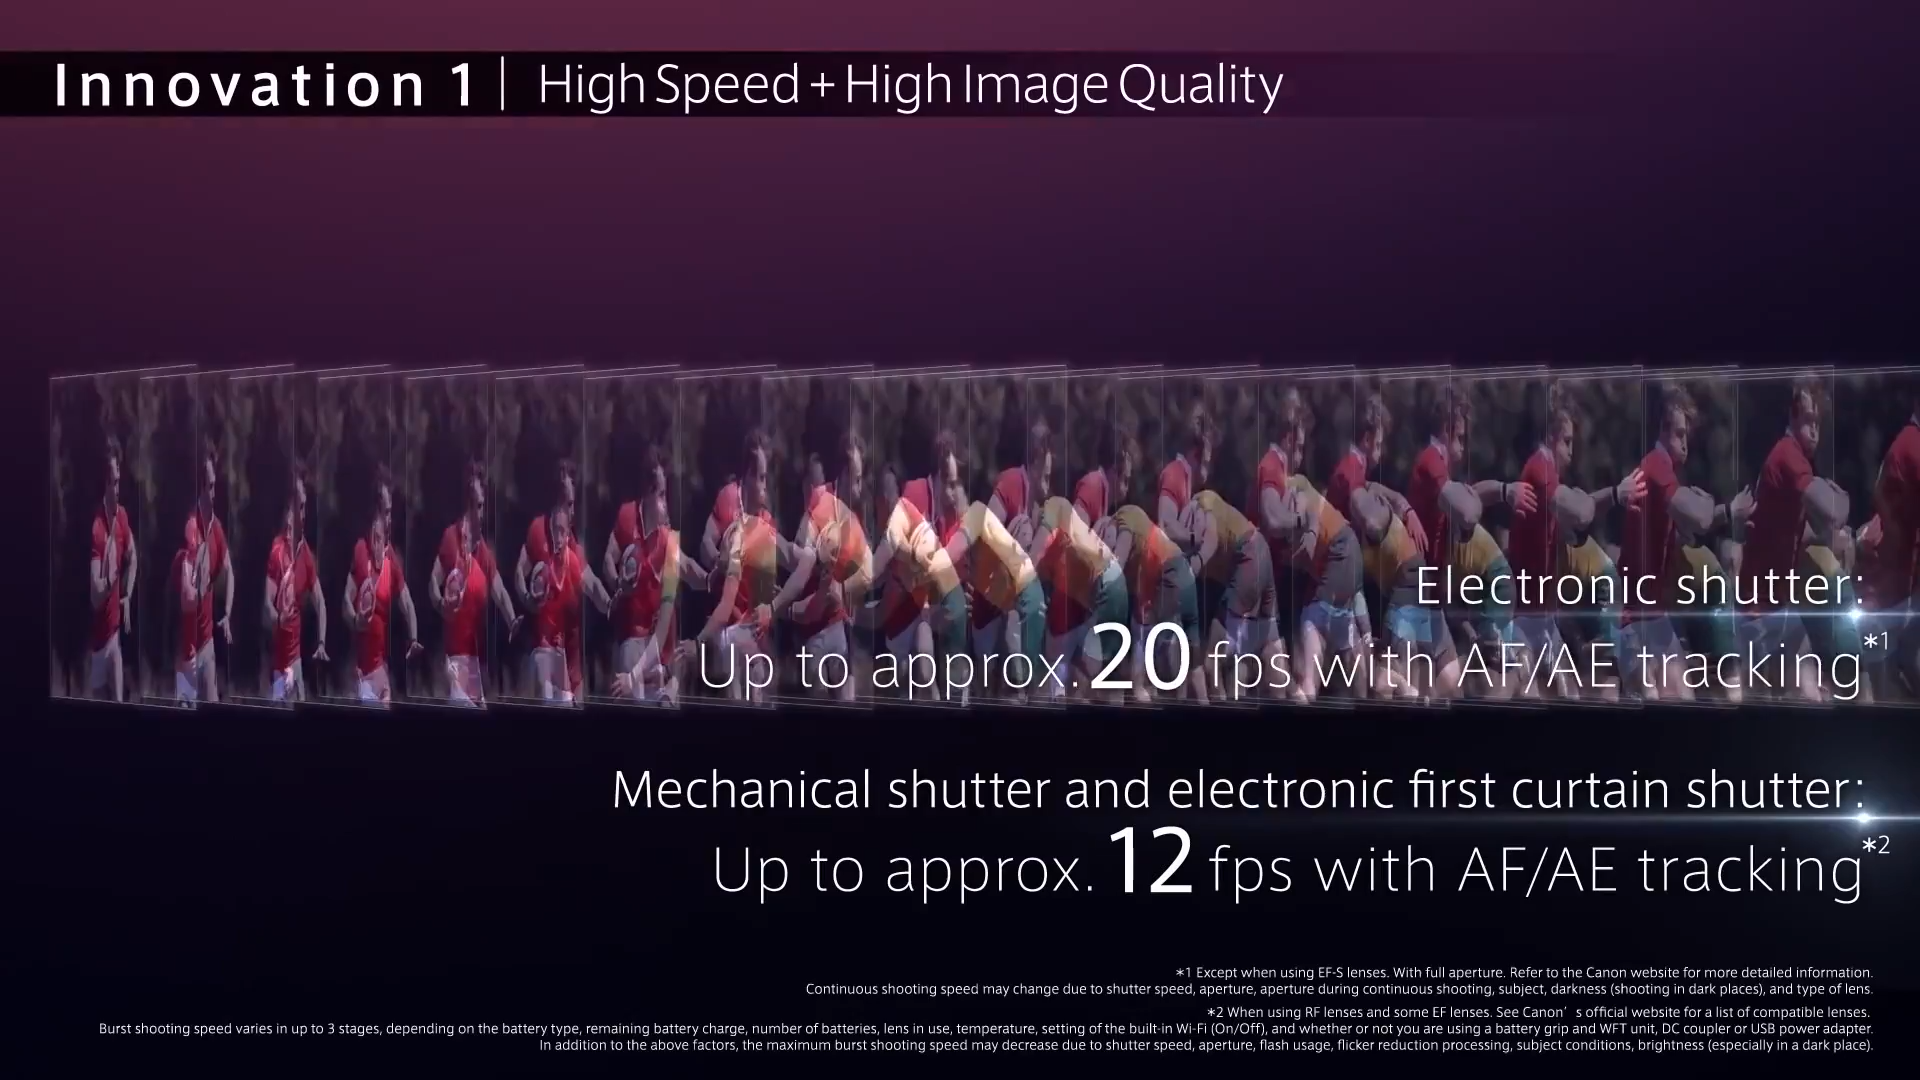 Innovation 1 | High Speed + High Image Quality
Electronic shutter:
Up to approx. 20 fps with AF/AE tracking*1
Mechanical shutter and electronic first curtain shutter:
Up to approx. 12 fps with AF/AE tracking*2
*1 Except when using EF-S lenses. With full aperture. Refer to the Canon website for more detailed information.
Continuous shooting speed may change due to shutter speed, aperture, aperture during continuous shooting, subject, darkness (shooting in dark places), and type of lens.
*2 When using RF lenses and some EF lenses. See Canon's official website for a list of compatible lenses.
Burst shooting speed varies in up to 3 stages, depending on the battery type, remaining battery charge, number of batteries, lens in use, temperature, setting of the built-in Wi-Fi (On/Off), and whether or not you are using a battery grip and WFT unit, DC coupler or USB power adapter.
In addition to the above factors, the maximum burst shooting speed may decrease due to shutter speed, aperture, flash usage, flicker reduction processing, subject conditions, brightness (especially in a dark place).